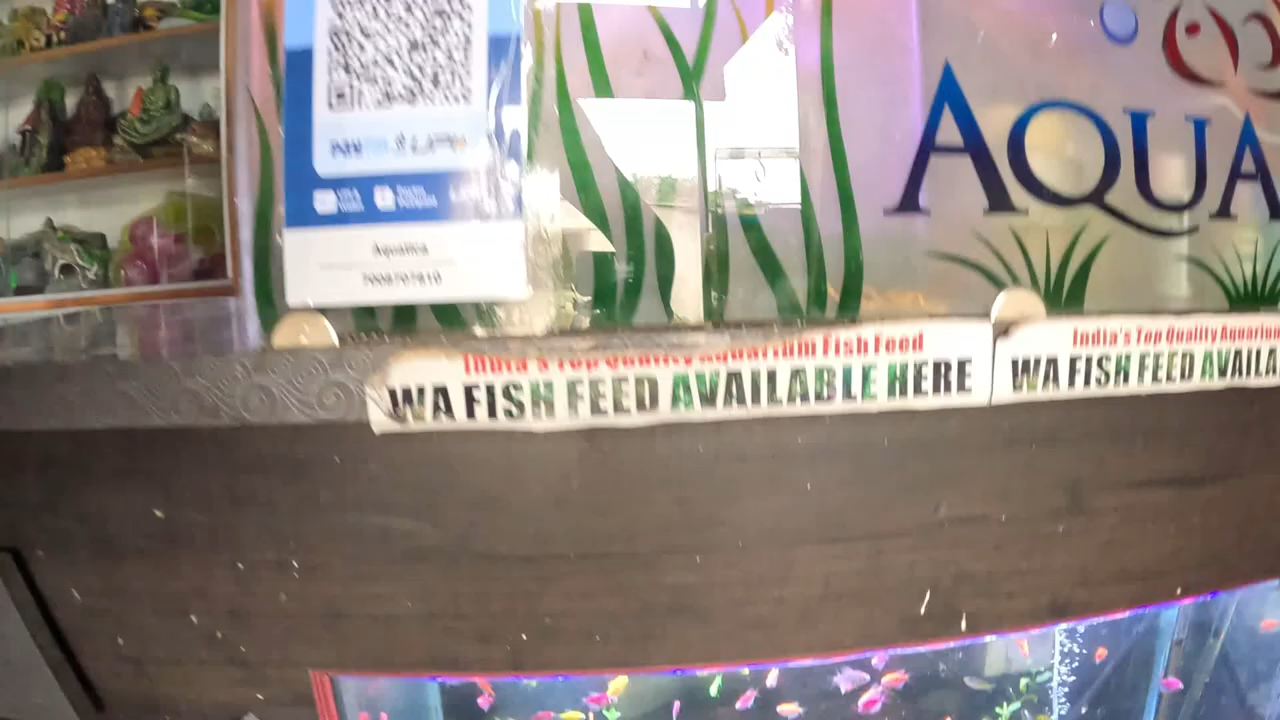 AQUA
Aquatica
India's Top Quality Aquarium Fish Feed
WA FISH FEED AVAILABLE HERE
India's Top Quality Aquarium
WA FISH FEED AVAILA